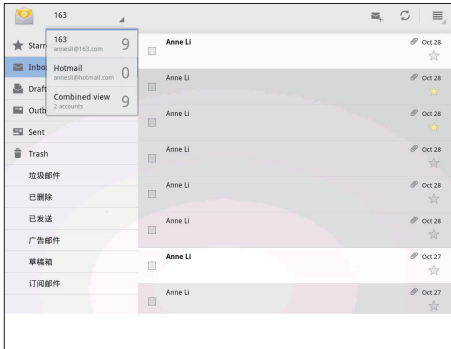 163
163
annesli@163.com
9
Hotmail
annesli@hotmail.com
0
Combined view
2 accounts
9
Starr
Inbo
Draft
Outb
Sent
Trash
垃圾邮件
已删除
已发送
广告邮件
草稿箱
订阅邮件
Anne Li
Oct 28
Anne Li
Oct 28
Anne Li
Oct 28
Anne Li
Oct 28
Anne Li
Oct 28
Anne Li
Oct 28
Anne Li
Oct 27
Anne Li
Oct 27